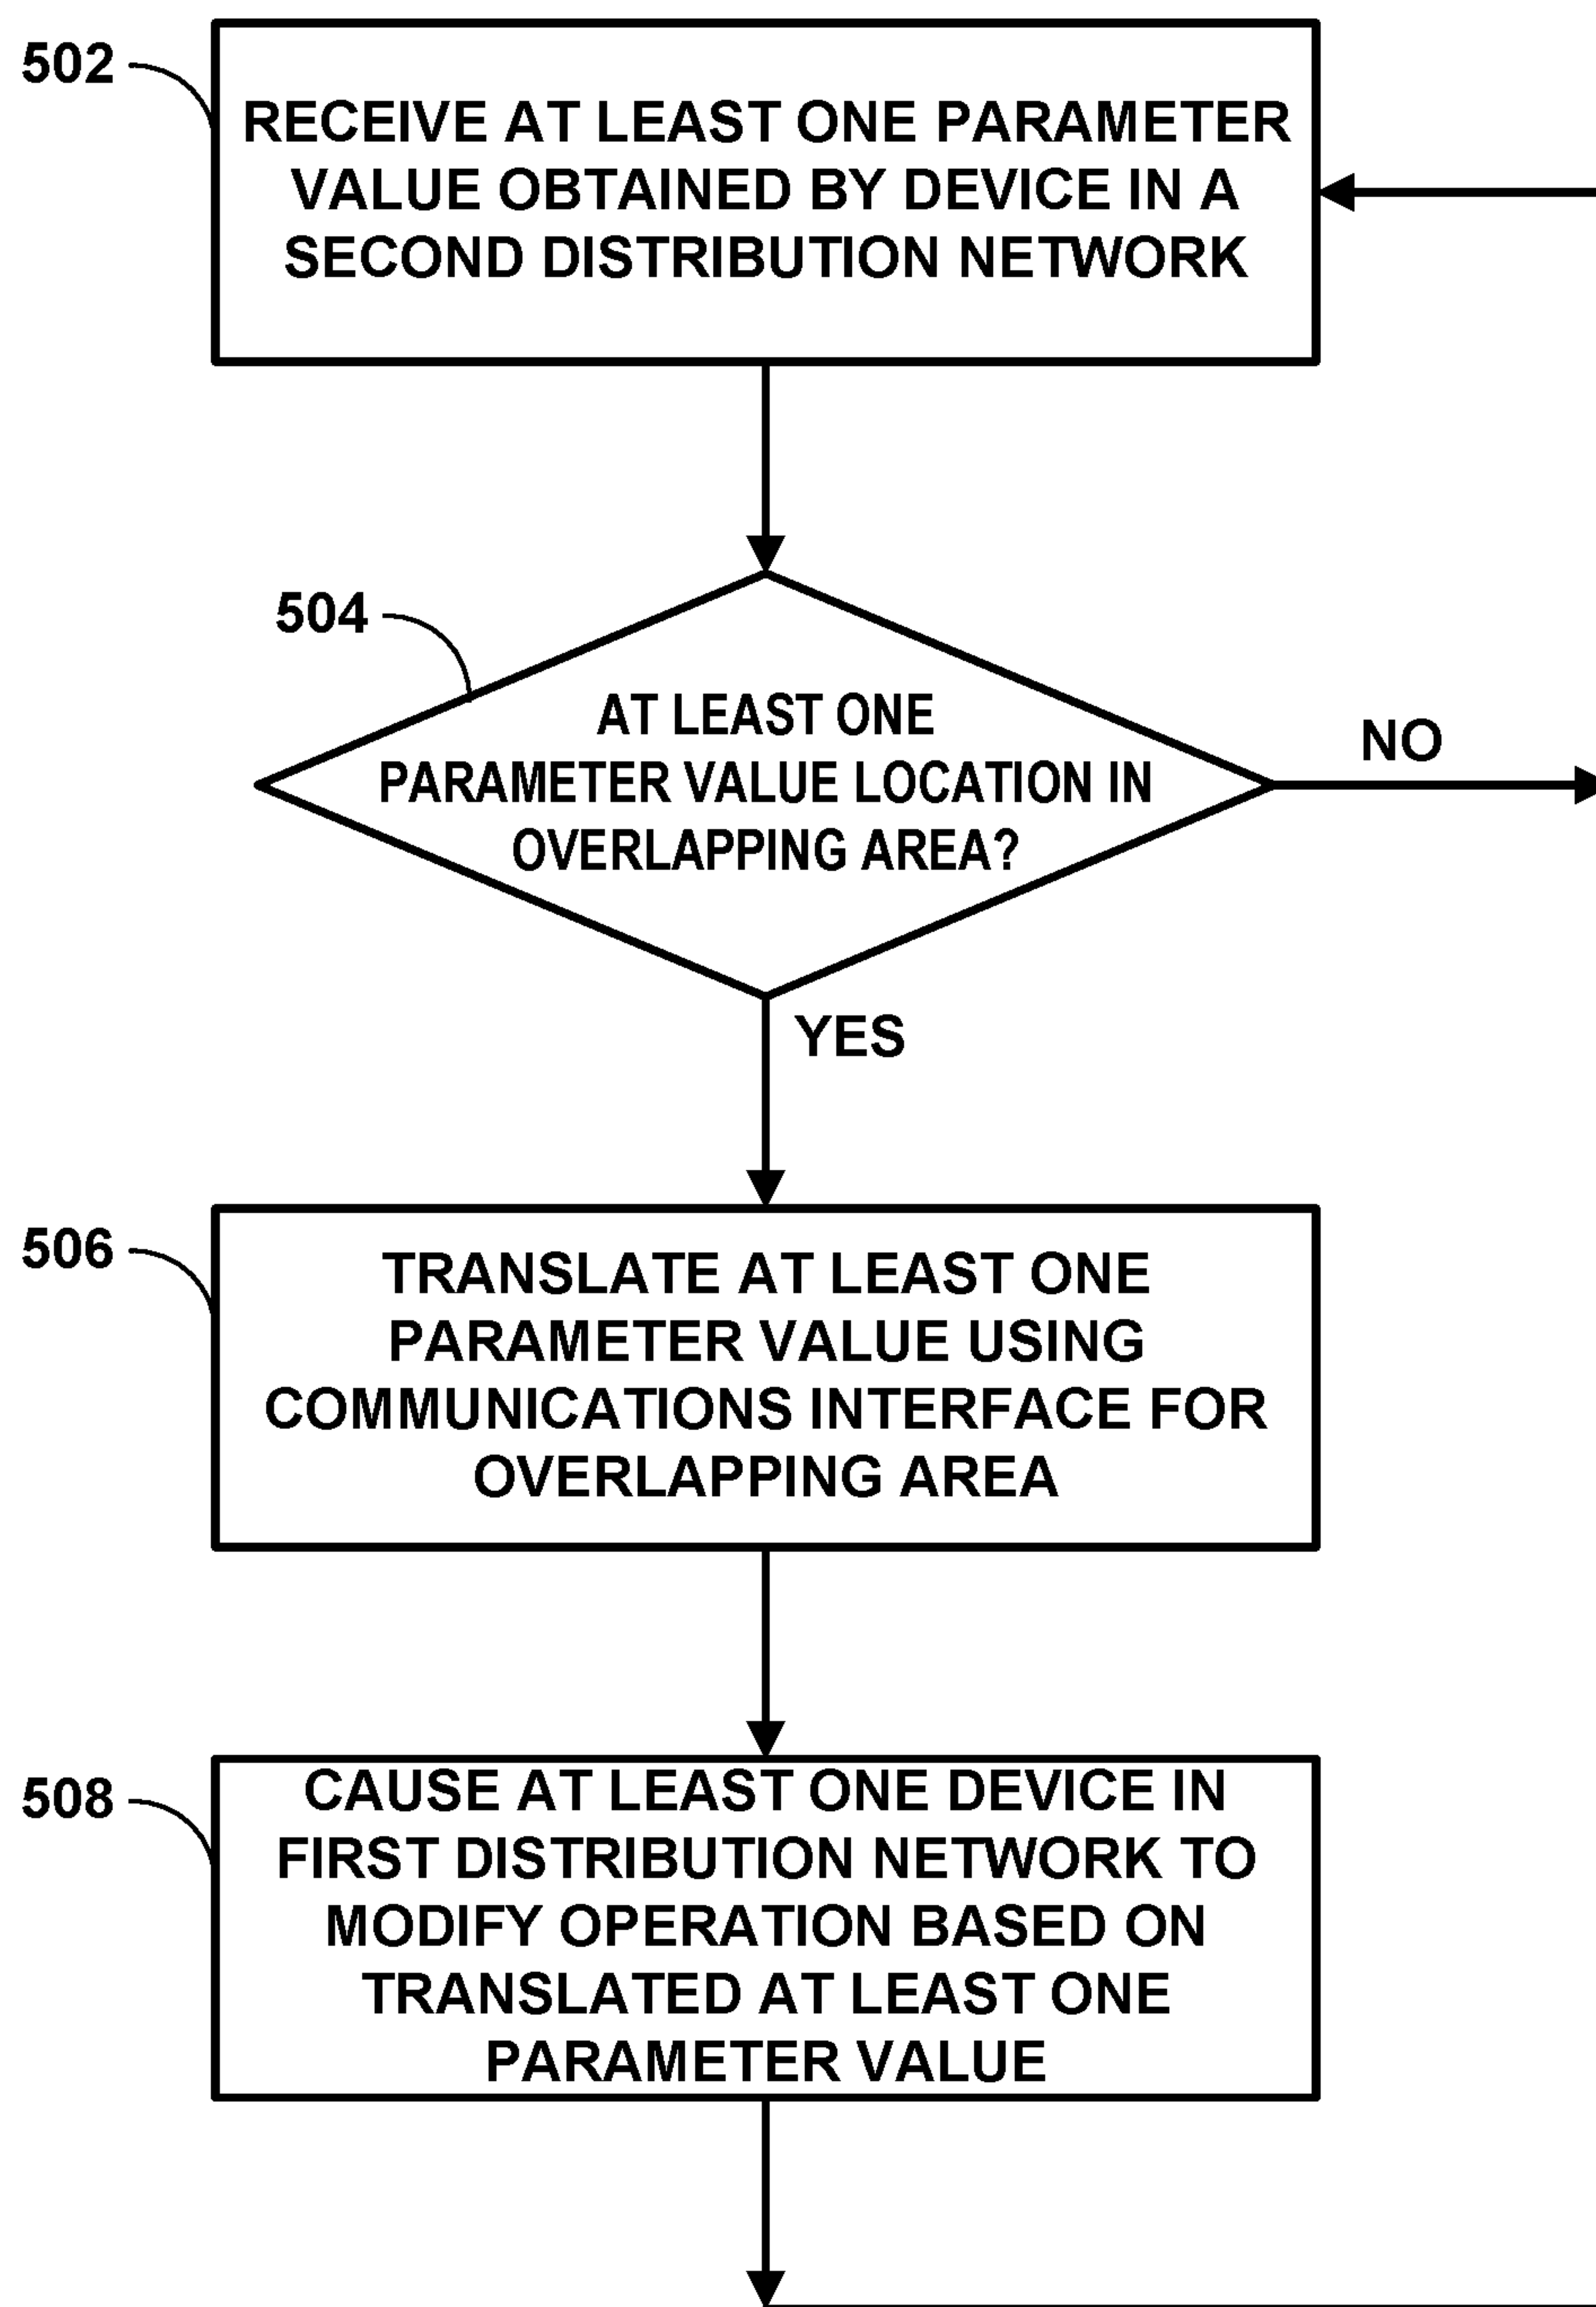 502
RECEIVE AT LEAST ONE PARAMETER
VALUE OBTAINED BY DEVICE IN A
SECOND DISTRIBUTION NETWORK
504
AT LEAST ONE
PARAMETER VALUE LOCATION IN
OVERLAPPING AREA?
NO
YES
506
TRANSLATE AT LEAST ONE
PARAMETER VALUE USING
COMMUNICATIONS INTERFACE FOR
OVERLAPPING AREA
508
CAUSE AT LEAST ONE DEVICE IN
FIRST DISTRIBUTION NETWORK TO
MODIFY OPERATION BASED ON
TRANSLATED AT LEAST ONE
PARAMETER VALUE